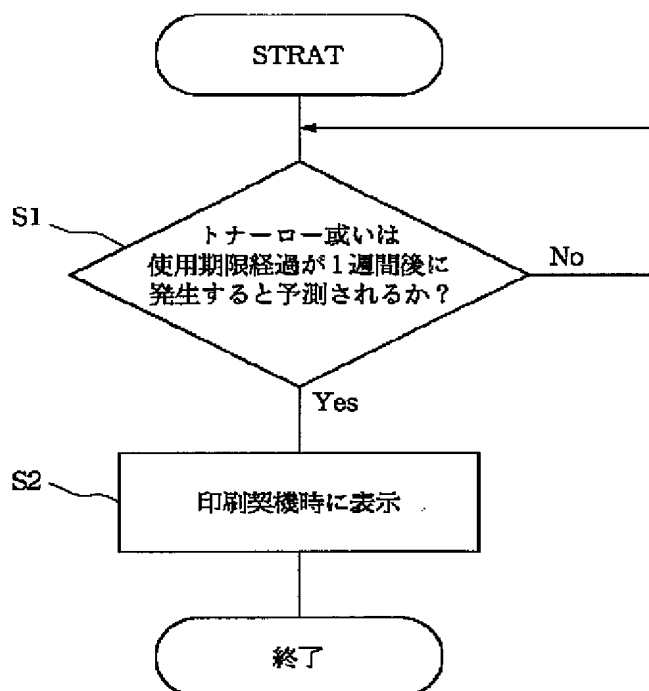 STRAT
S1
トナーロー或いは
使用期限経過が1週間後に
発生すると予測されるか？
No
Yes
S2
印刷契機時に表示
終了